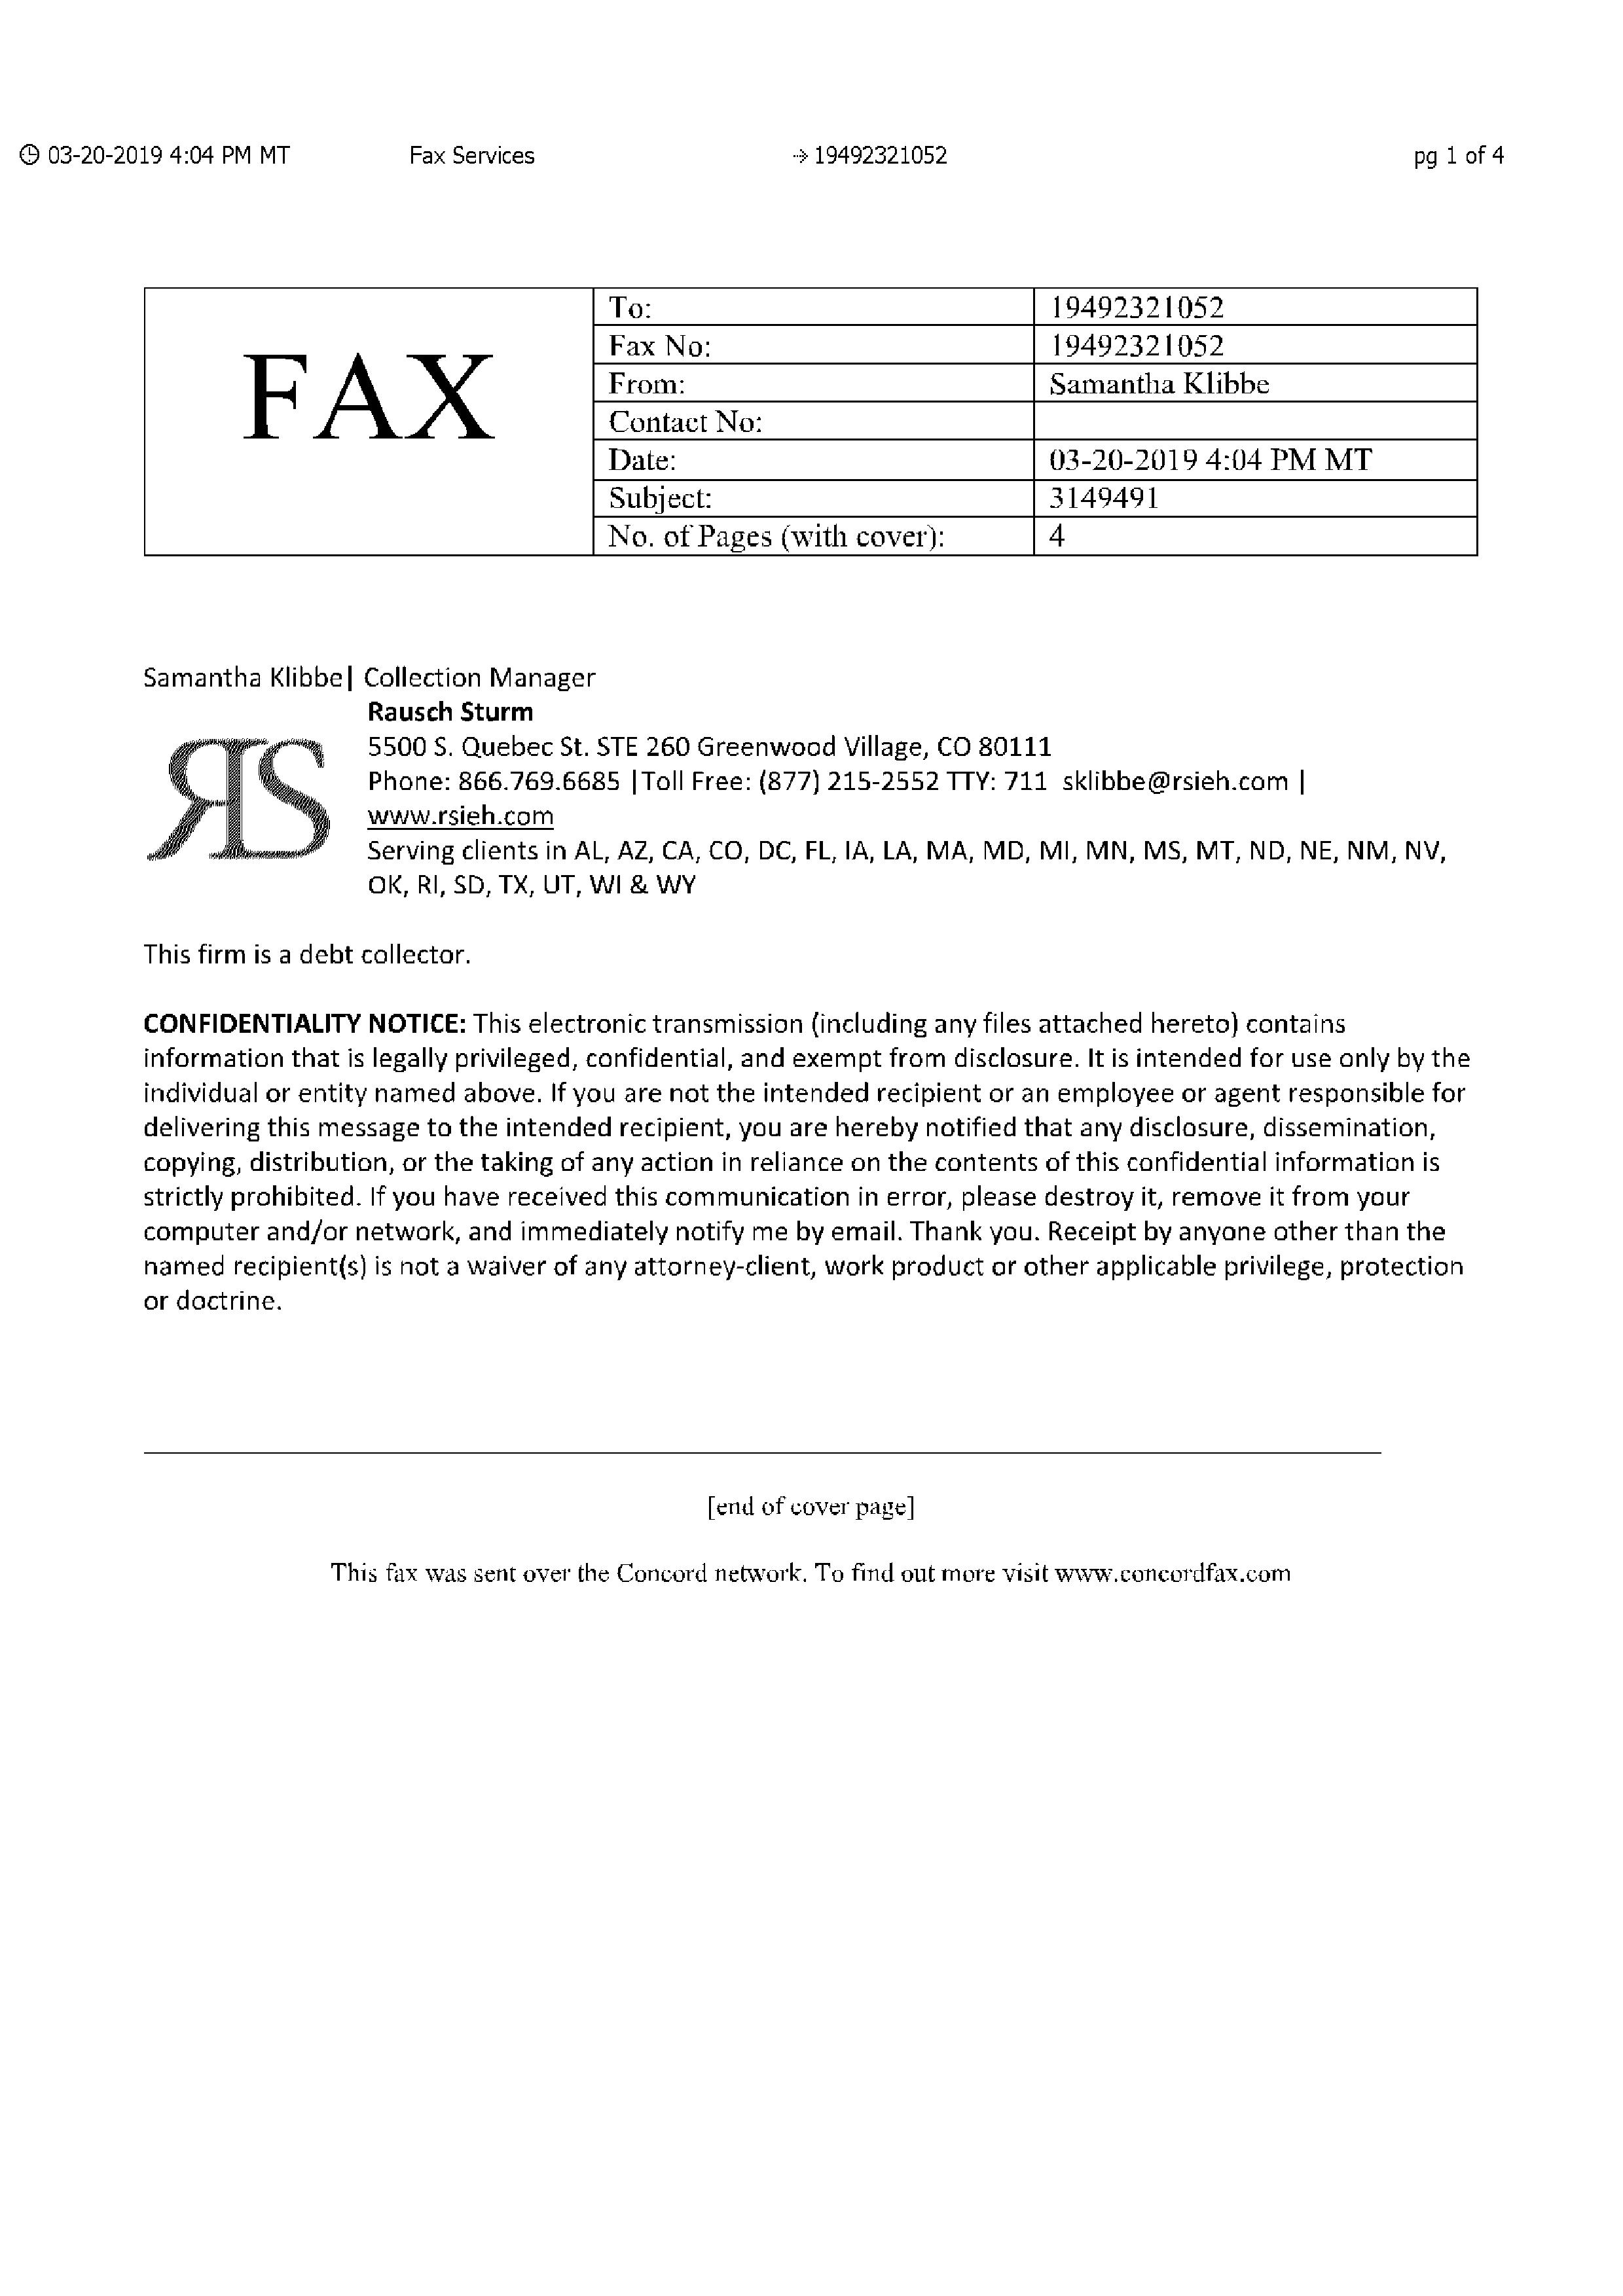 03-20-2019 4:04 PM MT Fax Services → 19492321052 pg 1 of 4
FAX
To: 19492321052
Fax No: 19492321052
From: Samantha Klibbe
Contact No:
Date: 03-20-2019 4:04 PM MT
Subject: 3149491
No. of Pages (with cover): 4
Samantha Klibbe| Collection Manager
Rausch Sturm
RS
5500 S. Quebec St. STE 260 Greenwood Village, CO 80111
Phone: 866.769.6685 |Toll Free: (877) 215-2552 TTY: 711 sklibbe@rsieh.com |
www.rsieh.com
Serving clients in AL, AZ, CA, CO, DC, FL, IA, LA, MA, MD, MI, MN, MS, MT, ND, NE, NM, NV,
OK, RI, SD, TX, UT, WI & WY
This firm is a debt collector.
CONFIDENTIALITY NOTICE: This electronic transmission (including any files attached hereto) contains
information that is legally privileged, confidential, and exempt from disclosure. It is intended for use only by the
individual or entity named above. If you are not the intended recipient or an employee or agent responsible for
delivering this message to the intended recipient, you are hereby notified that any disclosure, dissemination,
copying, distribution, or the taking of any action in reliance on the contents of this confidential information is
strictly prohibited. If you have received this communication in error, please destroy it, remove it from your
computer and/or network, and immediately notify me by email. Thank you. Receipt by anyone other than the
named recipient(s) is not a waiver of any attorney-client, work product or other applicable privilege, protection
or doctrine.
[end of cover page]
This fax was sent over the Concord network. To find out more visit www.concordfax.com